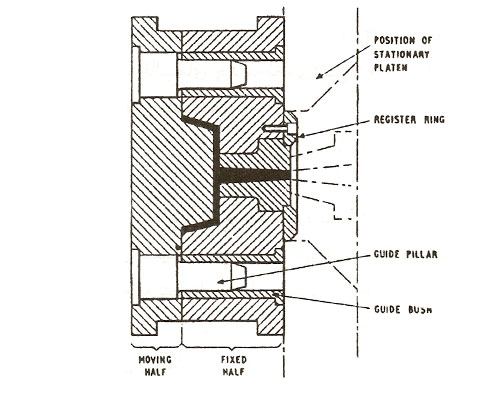 POSITION OF
STATIONARY
PLATEN
REGISTER RING
GUIDE PILLAR
GUIDE BUSH
MOVING
HALF
FIXED
HALF